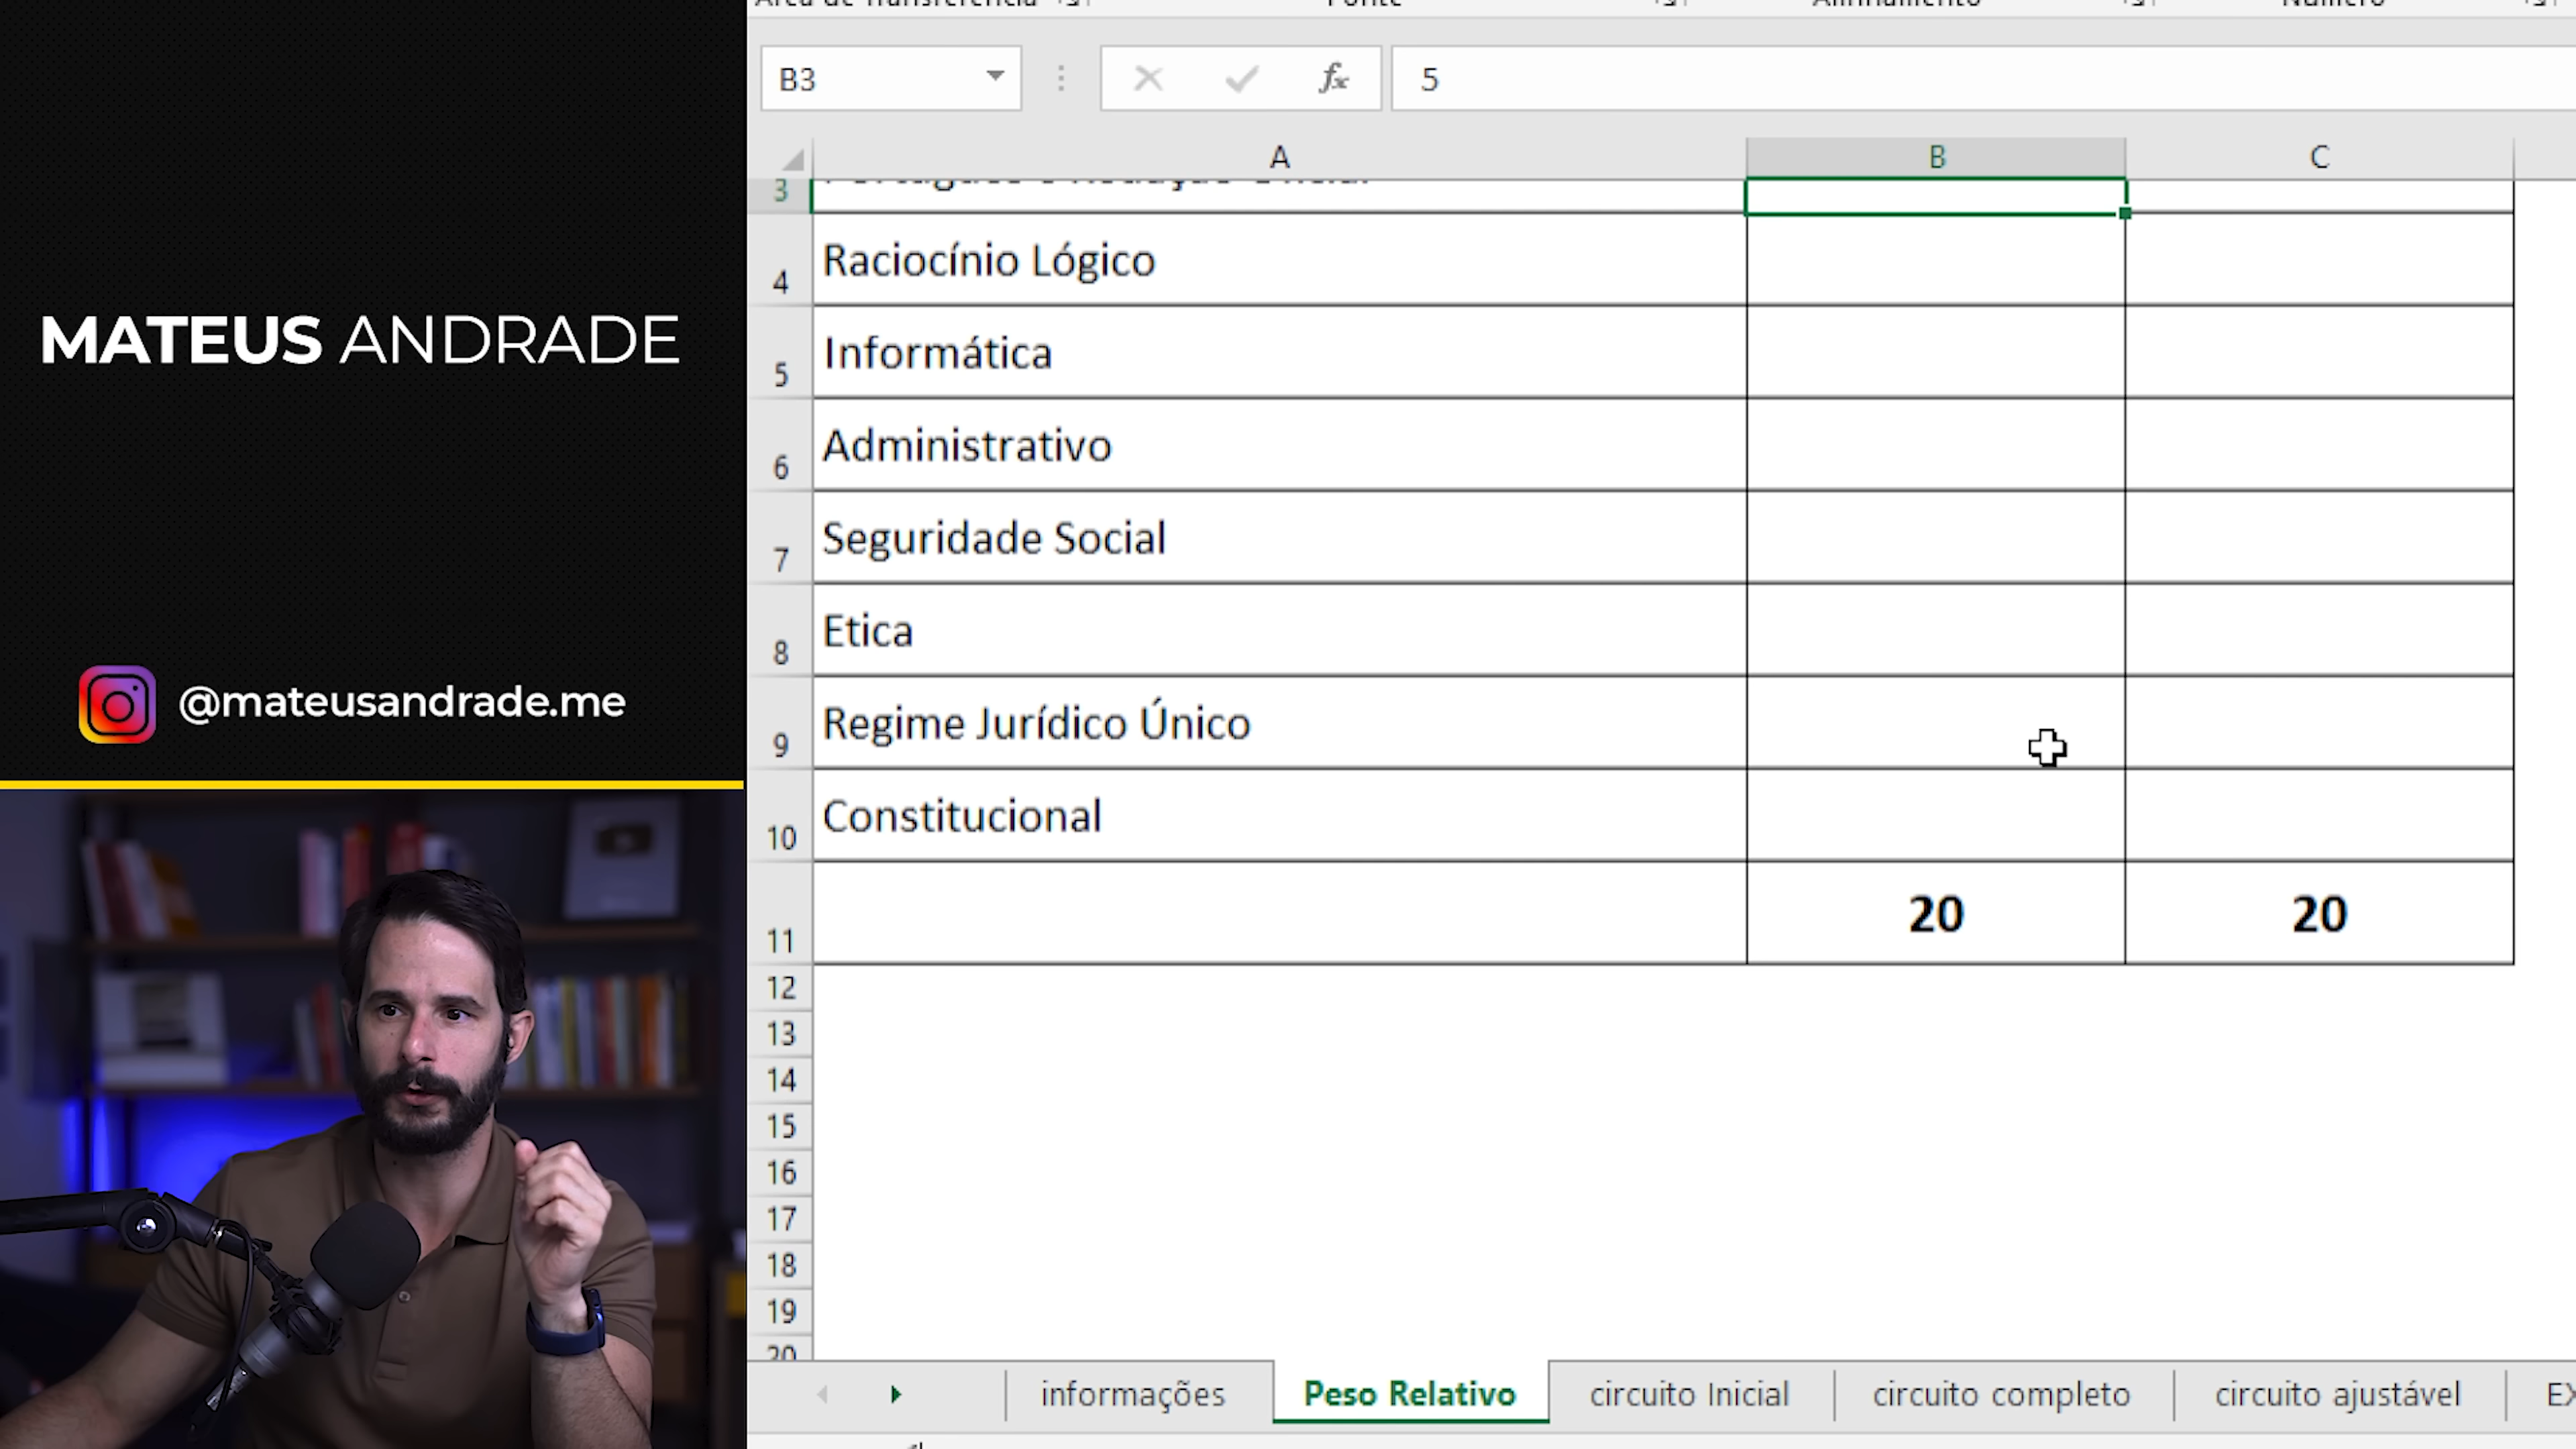 MATEUS ANDRADE
@mateusandrade.me
B3
fx
5
A
B
C
3
4
Raciocínio Lógico
5
Informática
6
Administrativo
7
Seguridade Social
8
Etica
9
Regime Jurídico Único
10
Constitucional
11
20
20
12
13
14
15
16
17
18
19
20
informações
Peso Relativo
circuito Inicial
circuito completo
circuito ajustável